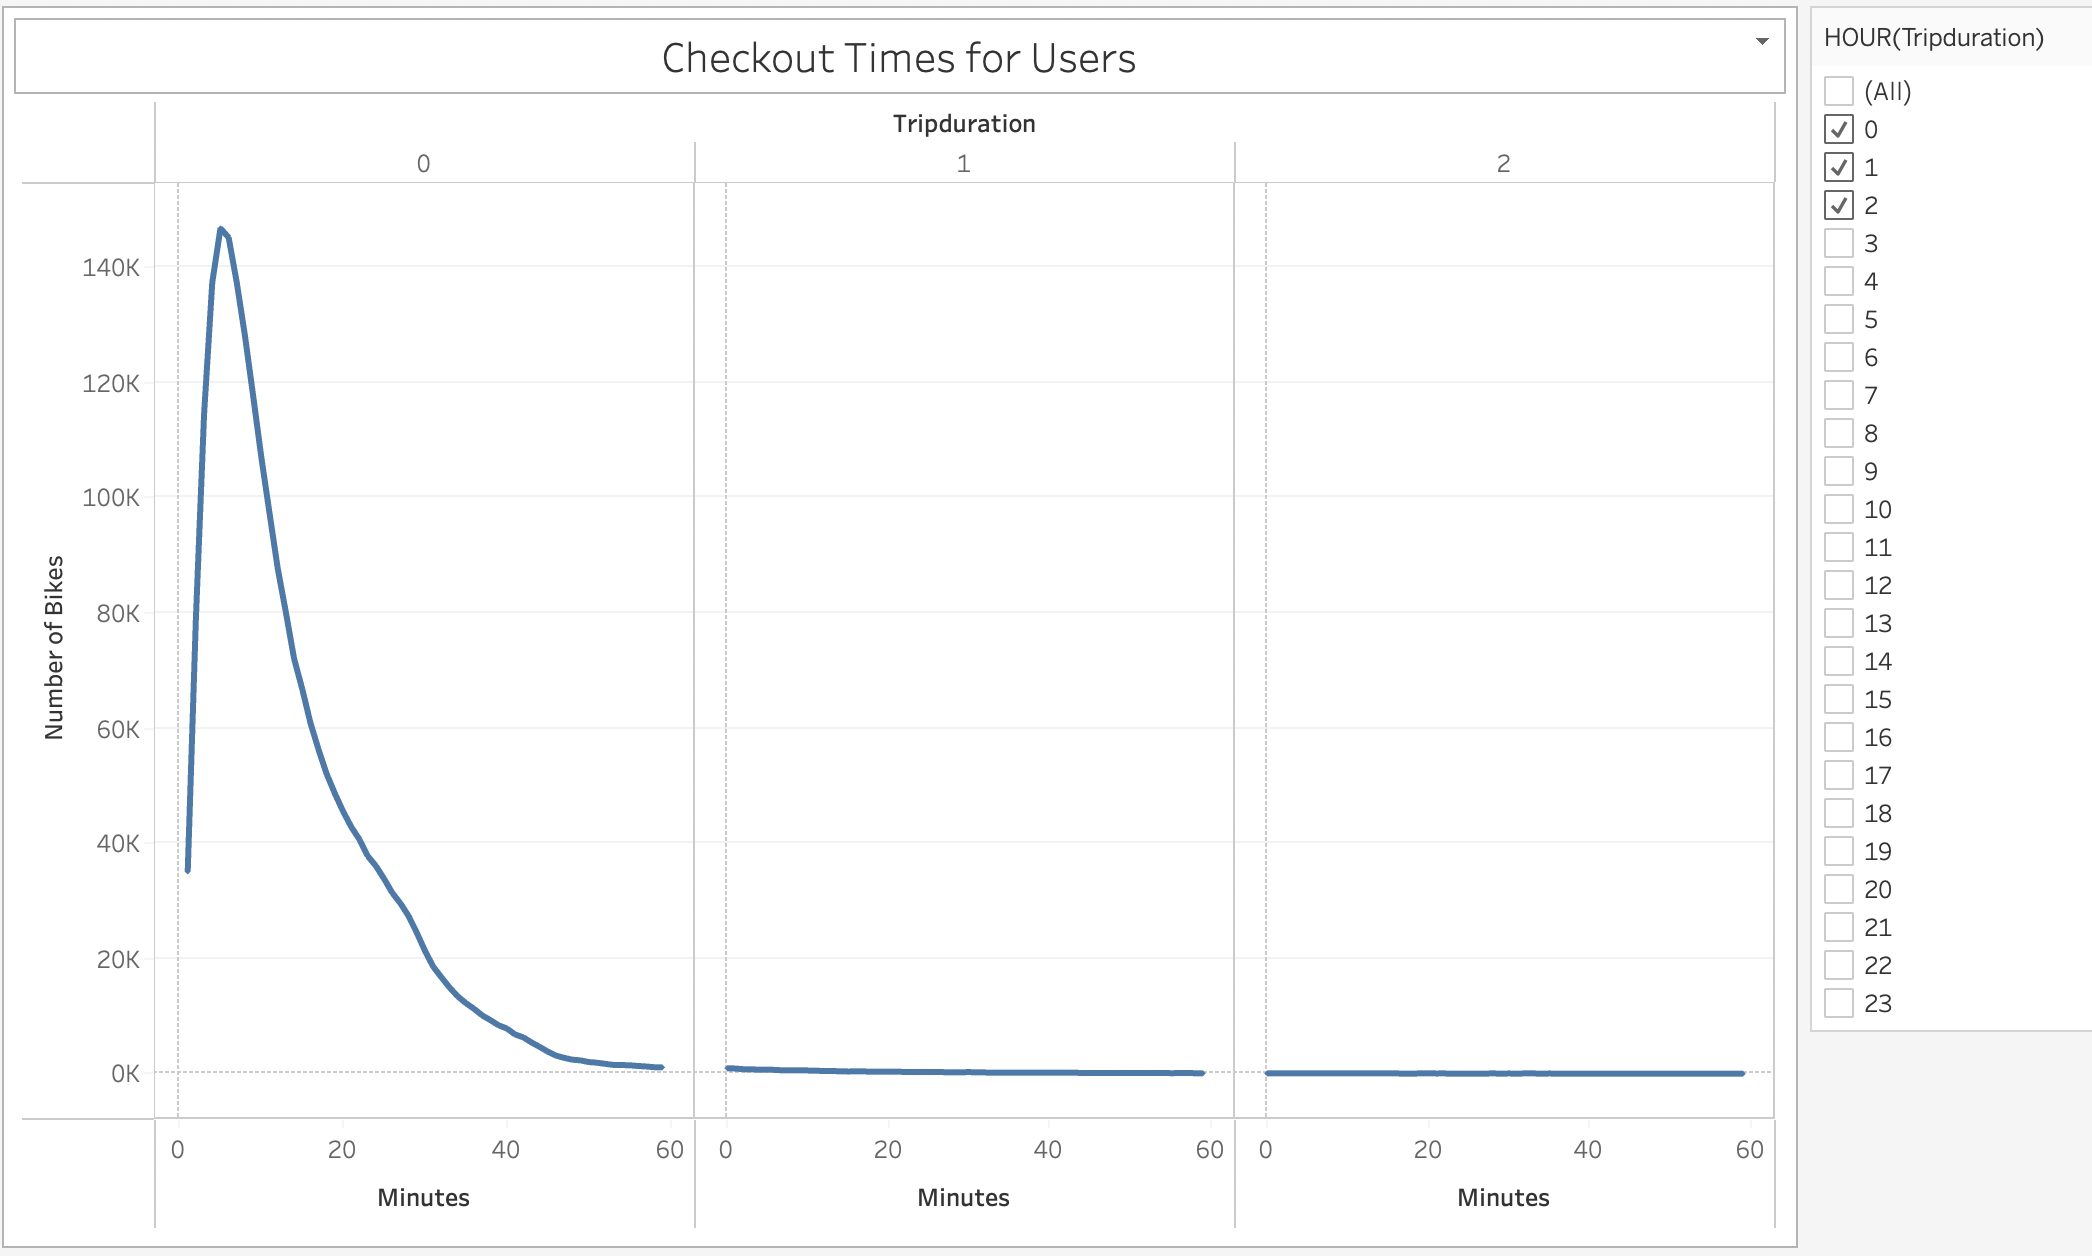 Checkout Times for Users
Tripduration
0 1 2
140K
120K
100K
80K
60K
40K
20K
0K
Number of Bikes
0 20 40 60 0 20 40 60 0 20 40 60
Minutes Minutes Minutes
HOUR(Tripduration)
(All)
0
1
2
3
4
5
6
7
8
9
10
11
12
13
14
15
16
17
18
19
20
21
22
23